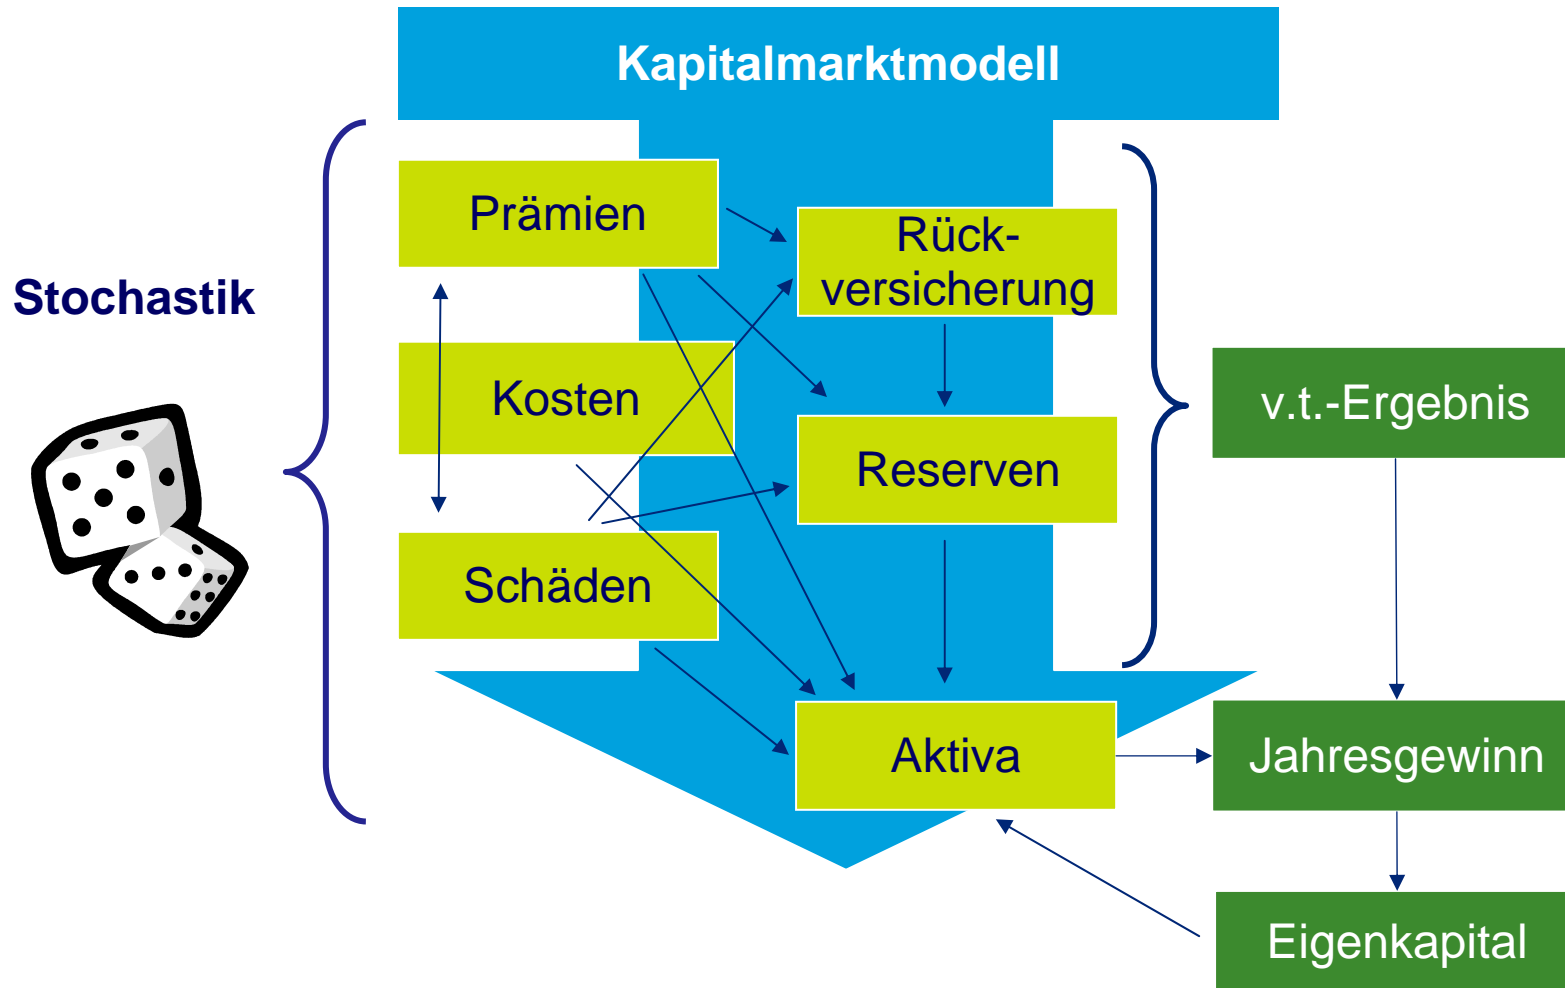 Kapitalmarktmodell
Stochastik
Prämien
Kosten
Schäden
Rück-
versicherung
Reserven
Aktiva
v.t.-Ergebnis
Jahresgewinn
Eigenkapital